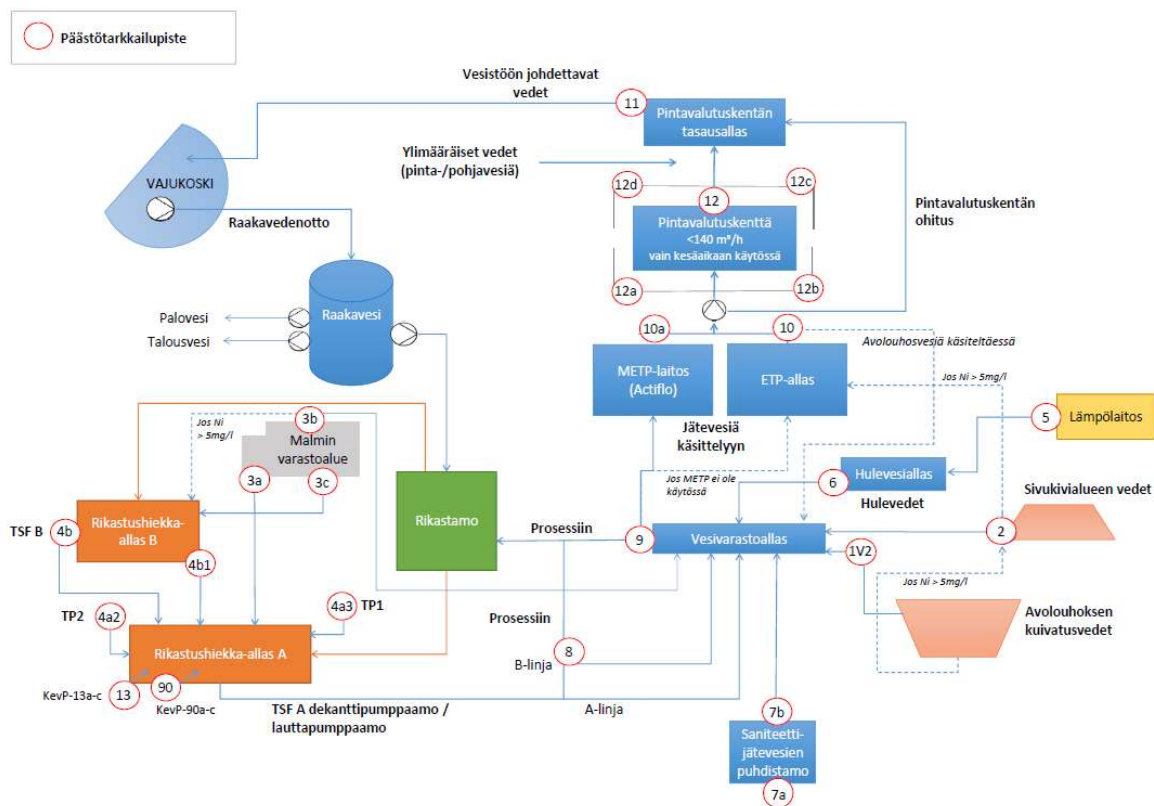 Päästötarkkailupiste
Vesistöön johdettavat
vedet
11
Pintavalutuskentän
tasausallas
Ylimääräiset vedet
(pinta-/pohjavesiä)
12d
12c
12
VAJUKOSKI
Raakavedenotto
Pintavalutuskenttä
<140 m³/h
vain kesäaikaan käytössä
Pintavalutuskentän
ohitus
12a
12b
Palovesi
Talousvesi
Raakavesi
10a
10
Avolouhosvesiä käsiteltäessä
METP-laitos
(Actiflo)
ETP-allas
Jos Ni > 5mg/l
Jätevesiä
käsittelyyn
5
Lämpölaitos
Jos Ni
> 5mg/l
3b
Malmin
varastoalue
3a
3c
Jos METP ei ole
käytössä
6
Hulevesiallas
Hulevedet
Sivukivialueen vedet
TSF B
4b
Rikastushiekka-
allas B
Rikastamo
Prosessiin
9
Vesivarastoallas
2
1V2
4b1
Jos Ni > 5mg/l
TP2
4a2
4a3
TP1
Prosessiin
Avolouhoksen
kuivatusvedet
Rikastushiekka-allas A
8
B-linja
KevP-13a-c
13
90
KevP-90a-c
TSF A dekanttipumppaamo /
lauttapumppaamo
A-linja
7b
Saniteetti-
jätevesien
puhdistamo
7a